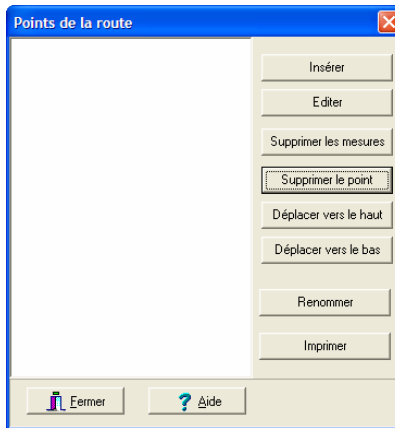 Points de la route
Insérer
Editer
Supprimer les mesures
Supprimer le point
Déplacer vers le haut
Déplacer vers le bas
Renommer
Imprimer
Fermer
? Aide